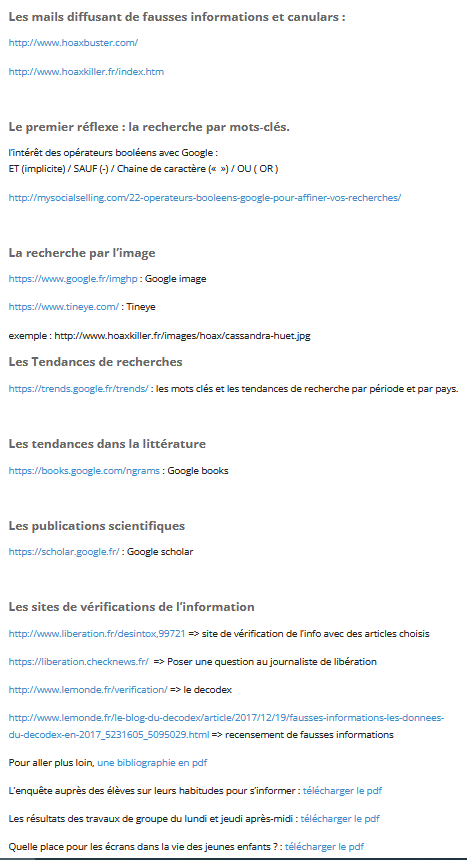 Les mails diffusant de fausses informations et canulars :
http://www.hoaxbuster.com/
http://www.hoaxkiller.fr/index.htm
Le premier réflexe : la recherche par mots-clés.
l'intérêt des opérateurs booléens avec Google :
ET (implicite) / SAUF (-) / Chaine de caractère («  ») / OU ( OR )
http://mysocialselling.com/22-operateurs-booleens-google-pour-affiner-vos-recherches/
La recherche par l'image
https://www.google.fr/imghp : Google image
https://www.tineye.com/ : Tineye
exemple : http://www.hoaxkiller.fr/images/hoax/cassandra-huet.jpg
Les Tendances de recherches
https://trends.google.fr/trends/ : les mots clés et les tendances de recherche par période et par pays.
Les tendances dans la littérature
https://books.google.com/ngrams : Google books
Les publications scientifiques
https://scholar.google.fr/ : Google scholar
Les sites de vérifications de l'information
http://www.liberation.fr/desintox,99721 => site de vérification de l'info avec des articles choisis
https://liberation.checknews.fr/ => Poser une question au journaliste de libération
http://www.lemonde.fr/verification/ => le decodex
http://www.lemonde.fr/le-blog-du-decodex/article/2017/12/19/fausses-informations-les-donnees-
du-decodex-en-2017_5231605_5095029.html => recensement de fausses informations
Pour aller plus loin, une bibliographie en pdf
L'enquête auprès des élèves sur leurs habitudes pour s'informer : télécharger le pdf
Les résultats des travaux de groupe du lundi et jeudi après-midi : télécharger le pdf
Quelle place pour les écrans dans la vie des jeunes enfants ? : télécharger le pdf